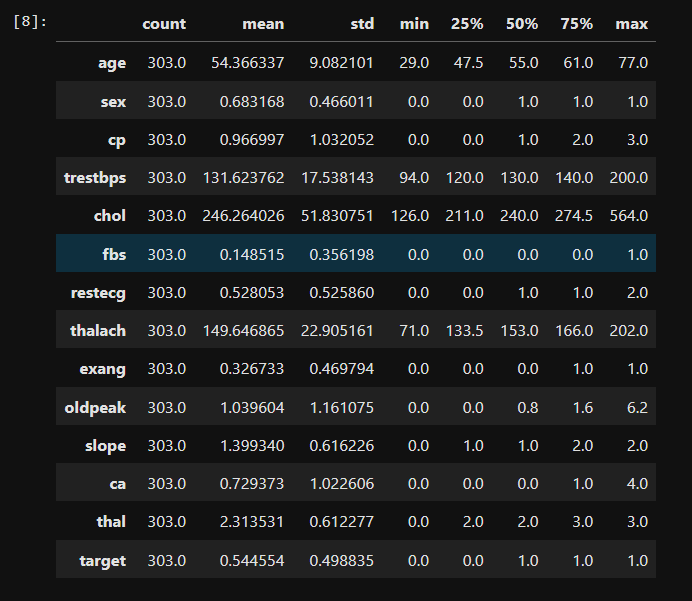 [8]:
count mean std min 25% 50% 75% max
age 303.0 54.366337 9.082101 29.0 47.5 55.0 61.0 77.0
sex 303.0 0.683168 0.466011 0.0 0.0 1.0 1.0 1.0
cp 303.0 0.966997 1.032052 0.0 0.0 1.0 2.0 3.0
trestbps 303.0 131.623762 17.538143 94.0 120.0 130.0 140.0 200.0
chol 303.0 246.264026 51.830751 126.0 211.0 240.0 274.5 564.0
fbs 303.0 0.148515 0.356198 0.0 0.0 0.0 0.0 1.0
restecg 303.0 0.528053 0.525860 0.0 0.0 1.0 1.0 2.0
thalach 303.0 149.646865 22.905161 71.0 133.5 153.0 166.0 202.0
exang 303.0 0.326733 0.469794 0.0 0.0 0.0 1.0 1.0
oldpeak 303.0 1.039604 1.161075 0.0 0.0 0.8 1.6 6.2
slope 303.0 1.399340 0.616226 0.0 1.0 1.0 2.0 2.0
ca 303.0 0.729373 1.022606 0.0 0.0 0.0 1.0 4.0
thal 303.0 2.313531 0.612277 0.0 2.0 2.0 3.0 3.0
target 303.0 0.544554 0.498835 0.0 0.0 1.0 1.0 1.0